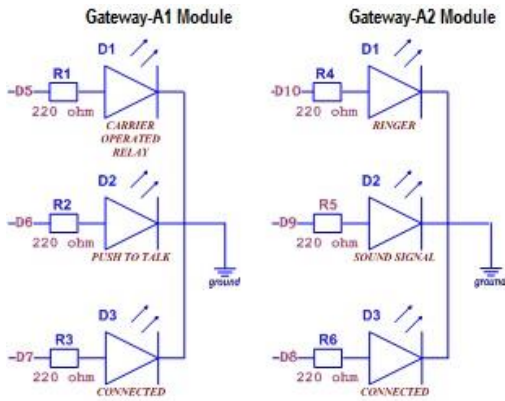 Gateway-A1 Module
D1
R1
D5
220 ohm
CARRIER
OPERATED
RELAY
D2
R2
D6
220 ohm
PUSH TO TALK
ground
D3
R3
D7
220 ohm
CONNECTED
Gateway-A2 Module
D1
R4
D10
220 ohm
RINGER
D2
R5
D9
220 ohm
SOUND SIGNAL
ground
D3
R6
D8
220 ohm
CONNECTED